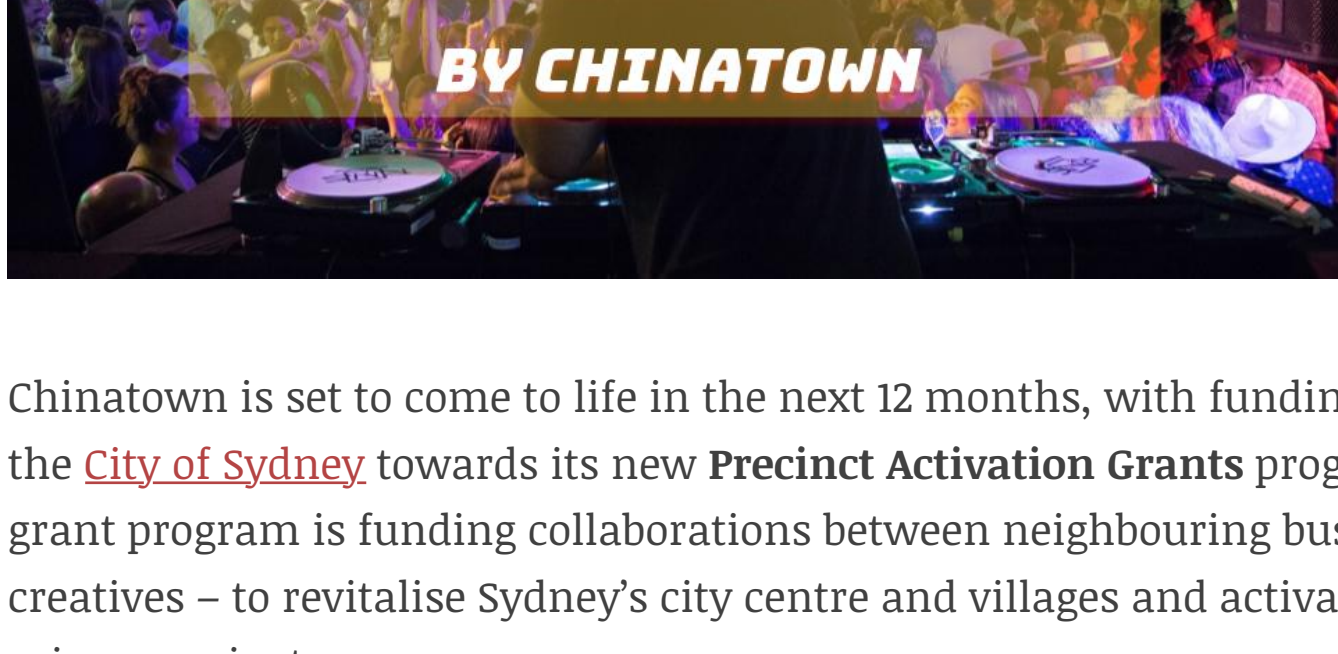 BY CHINATOWN
Chinatown is set to come to life in the next 12 months, with fundin
the City of Sydney towards its new Precinct Activation Grants prog
grant program is funding collaborations between neighbouring bus
creatives – to revitalise Sydney’s city centre and villages and activa